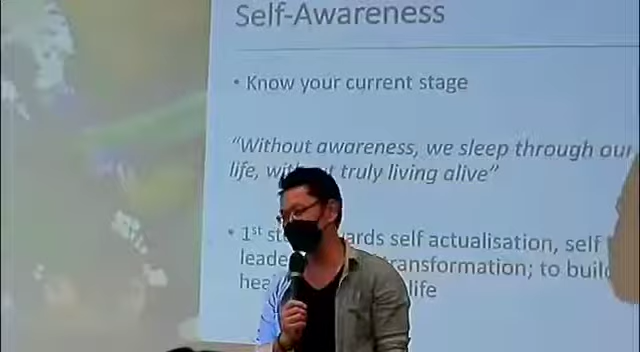 Self-Awareness
• Know your current stage
“Without awareness, we sleep through our
life, truly living alive”
• 1st self actualisation, self
transformation; to build
life